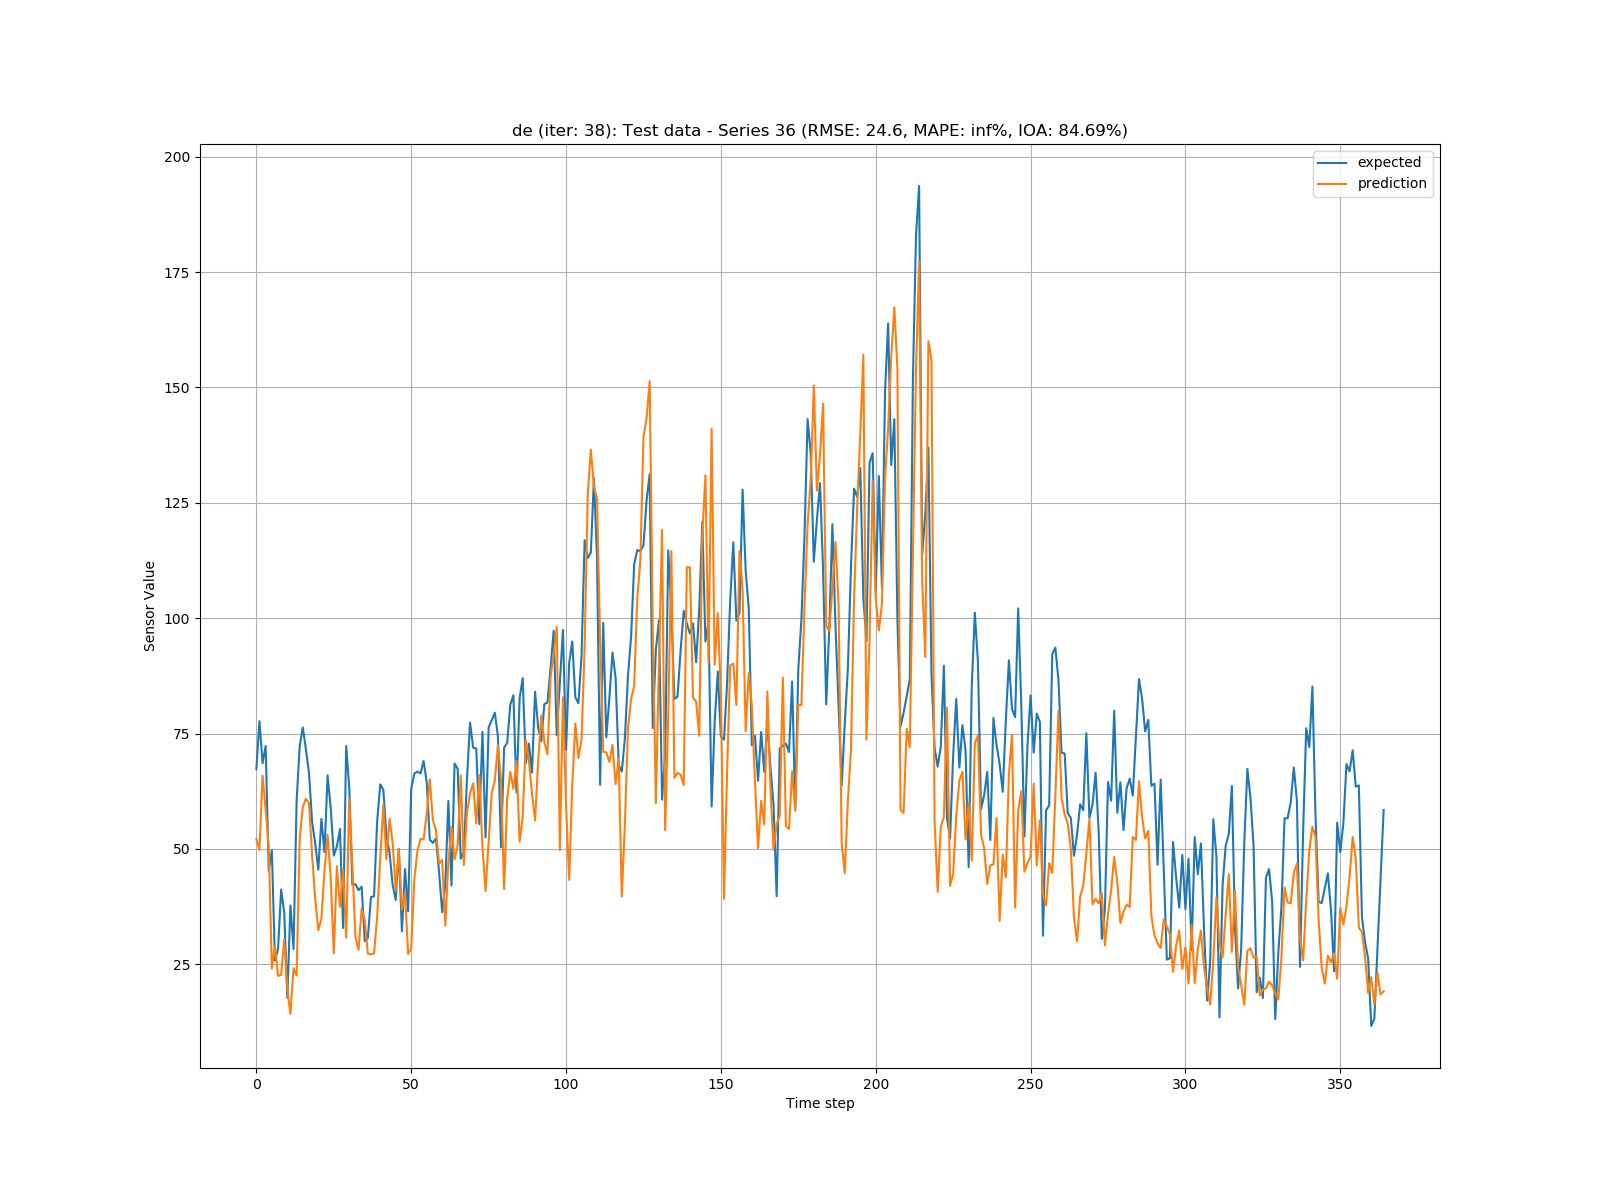 de (iter: 38): Test data - Series 36 (RMSE: 24.6, MAPE: inf%, IOA: 84.69%)
expected
prediction
200
175
150
125
100
75
50
25
Sensor Value
0 50 100 150 200 250 300 350
Time step